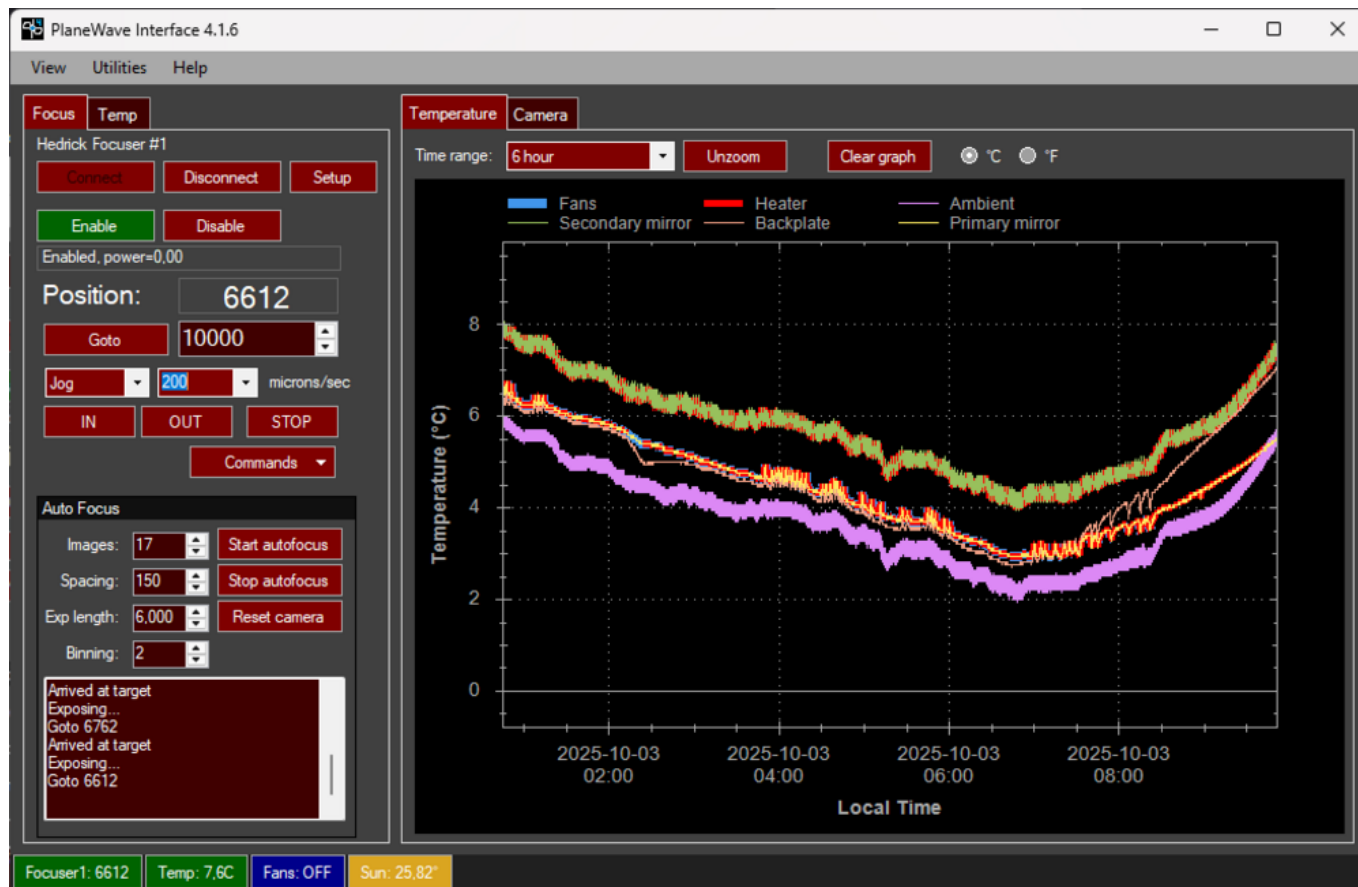 PlaneWave Interface 4.1.6
View Utilities Help
Focus Temp
Hedrick Focuser #1
Connect Disconnect Setup
Enable Disable
Enabled, power=0,00
Position: 6612
Goto 10000
Jog 200 microns/sec
IN OUT STOP
Commands
Auto Focus
Images: 17 Start autofocus
Spacing: 150 Stop autofocus
Exp length: 6,000 Reset camera
Binning: 2
Arrived at target
Exposing...
Goto 6762
Arrived at target
Exposing...
Goto 6612
Temperature Camera
Time range: 6 hour Unzoom Clear graph °C °F
Fans Heater Ambient
Secondary mirror Backplate Primary mirror
Temperature (°C)
8
6
4
2
0
2025-10-03 2025-10-03 2025-10-03 2025-10-03
02:00 04:00 06:00 08:00
Local Time
Focuser1: 6612 Temp: 7,6C Fans: OFF Sun: 25,82°